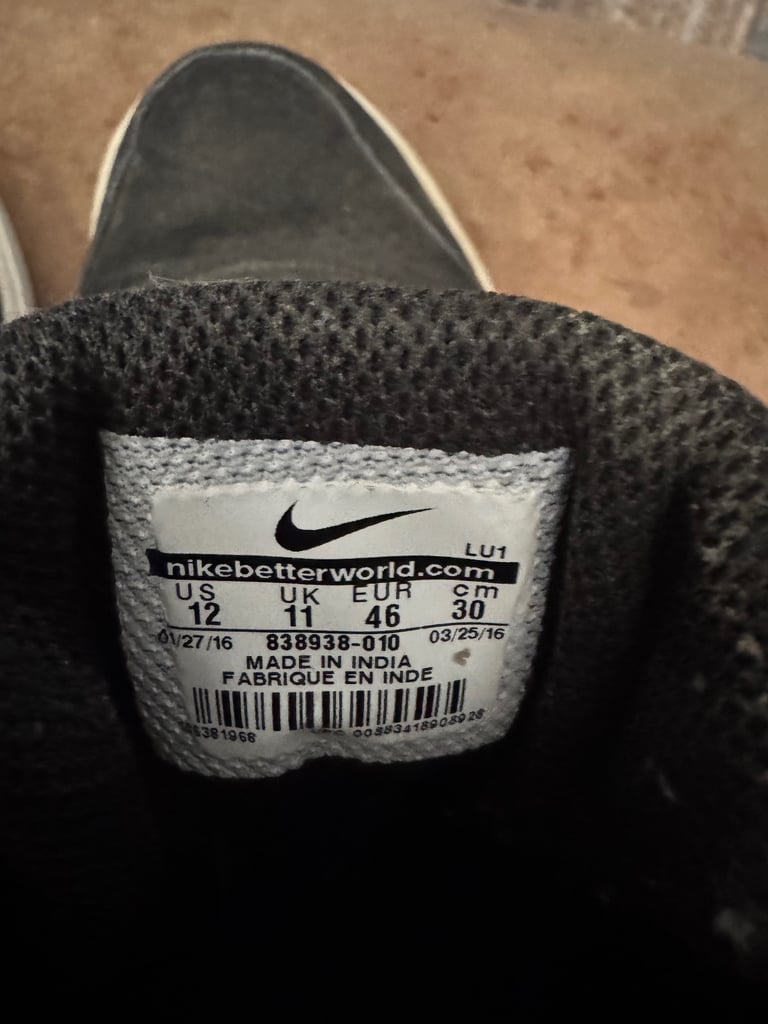 LU1
nikebetterworld.com
US UK EUR cm
12 11 46 30
01/27/16 838938-010 03/25/16
MADE IN INDIA
FABRIQUE EN INDE